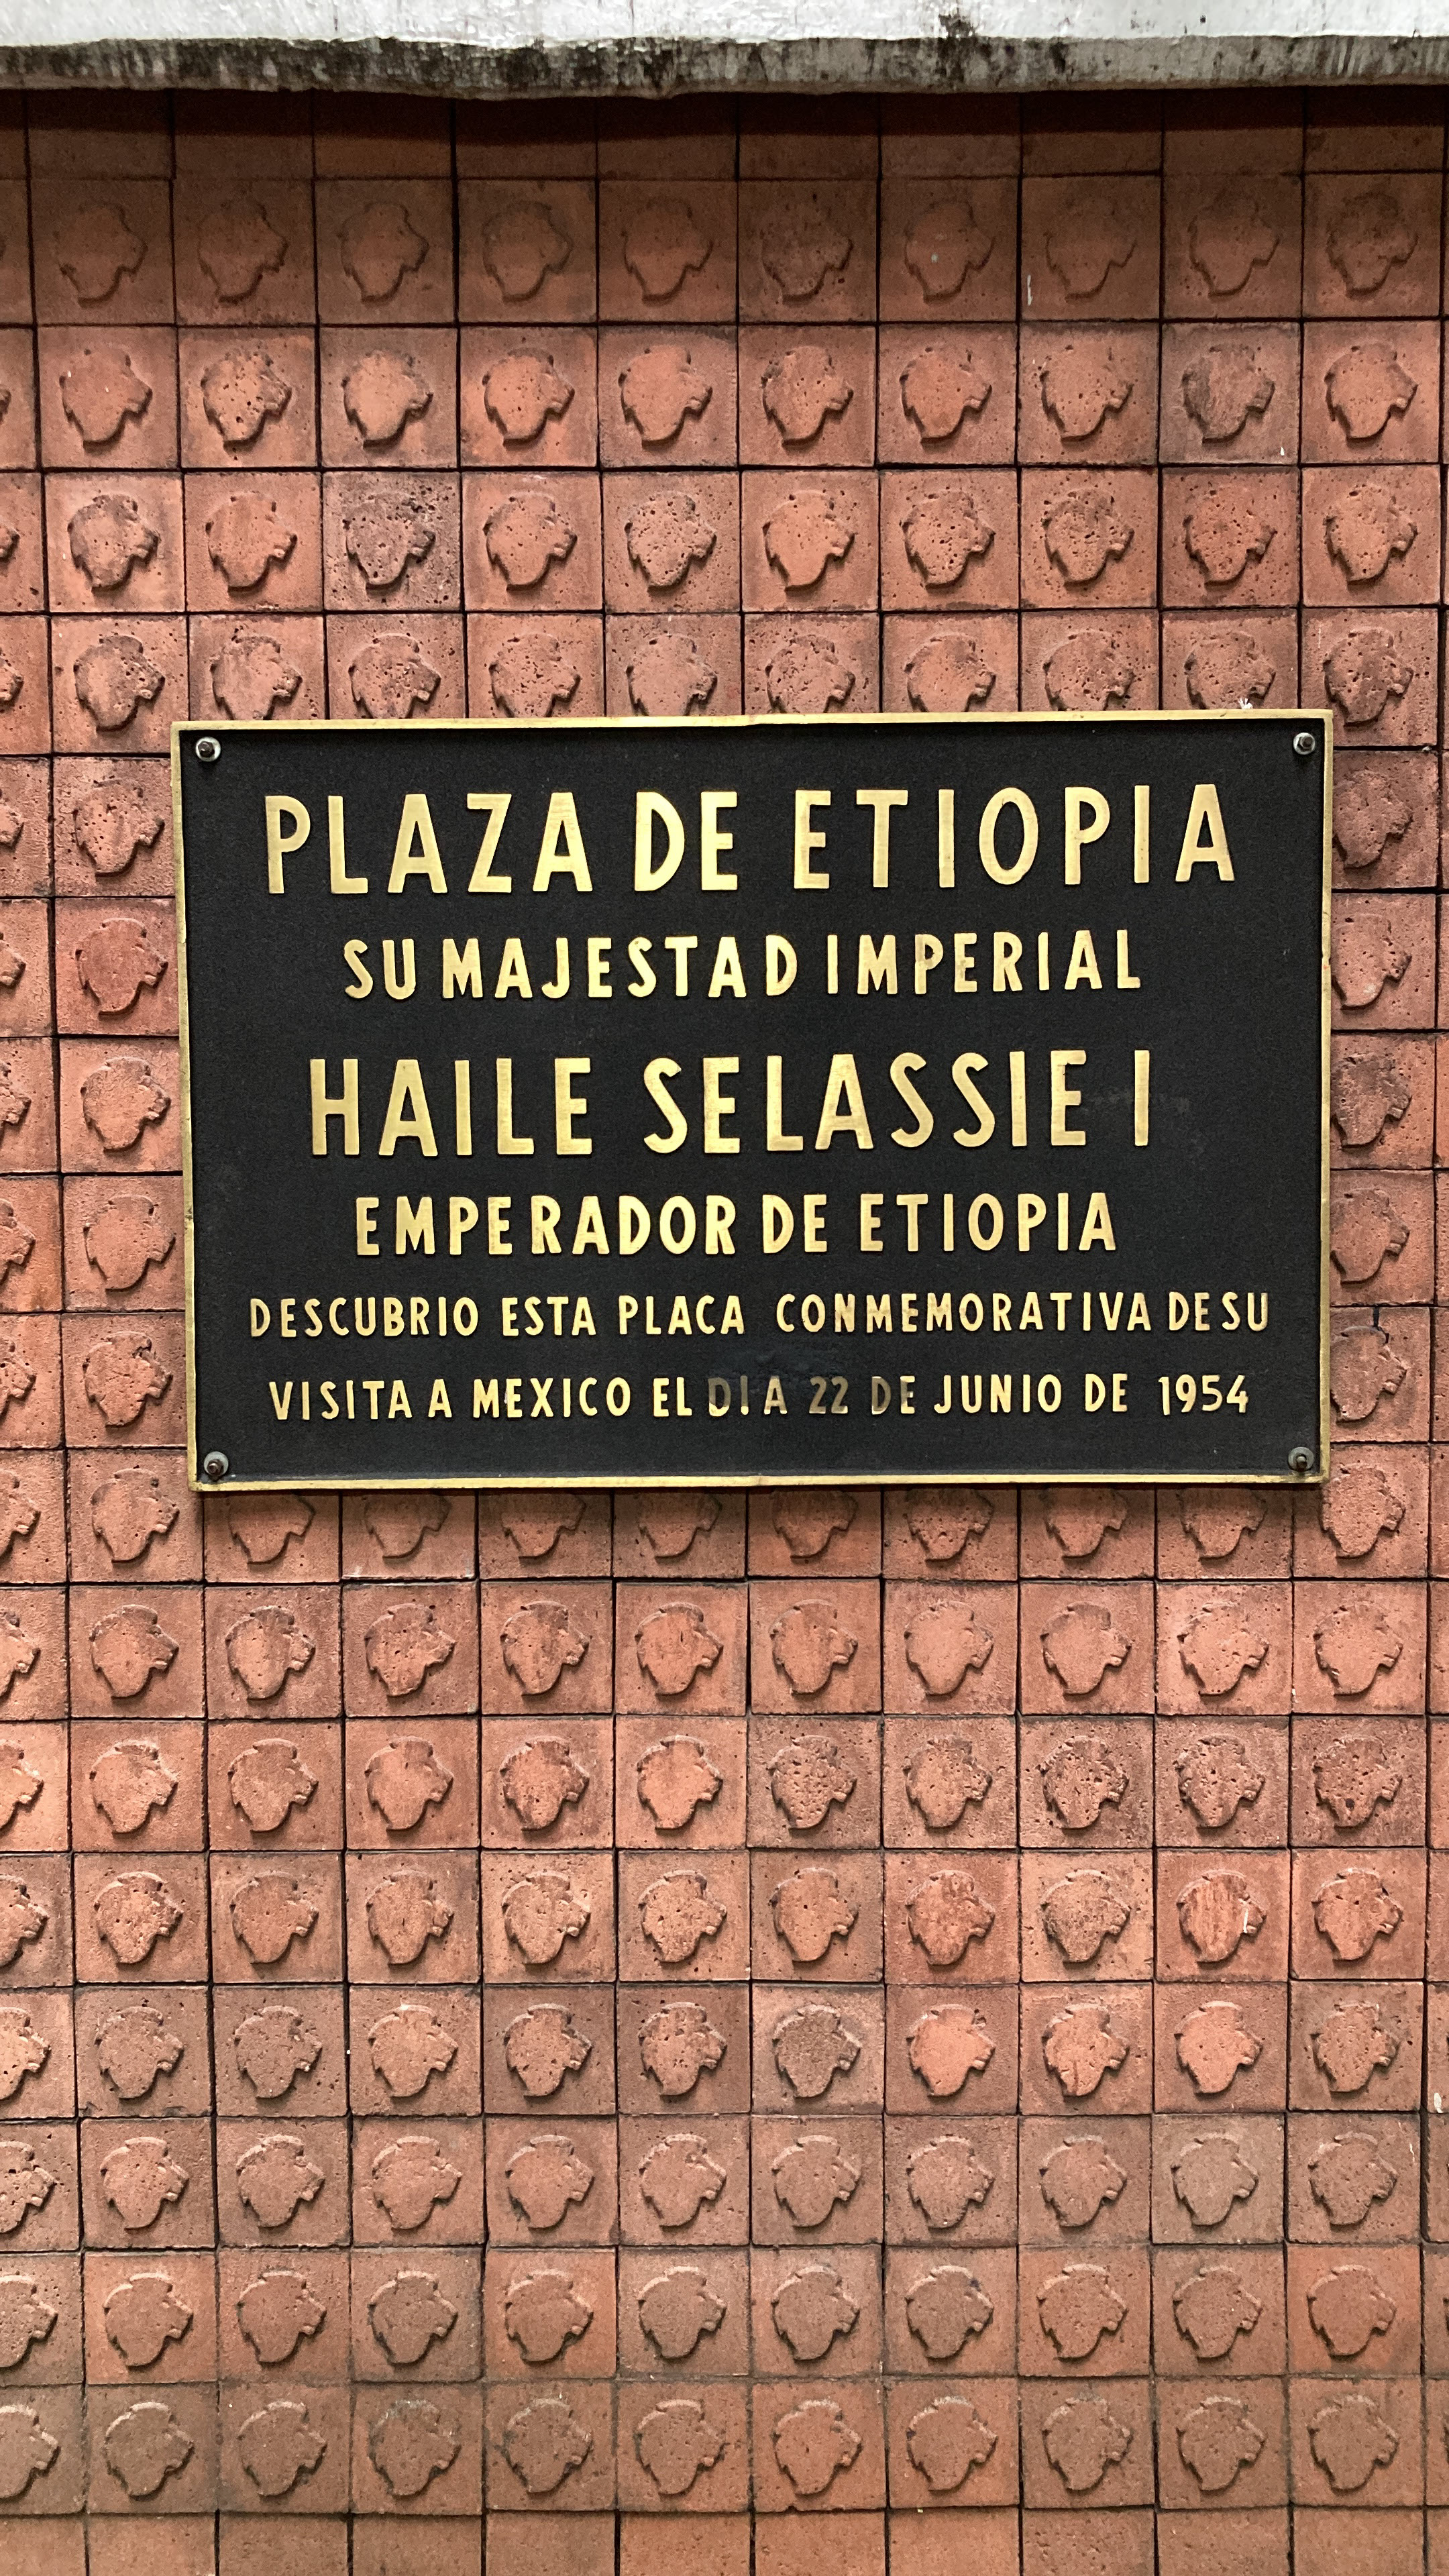 PLAZA DE ETIOPIA
SU MAJESTAD IMPERIAL
HAILE SELASSIE I
EMPERADOR DE ETIOPIA
DESCUBRIO ESTA PLACA CONMEMORATIVA DE SU
VISITA A MEXICO EL DIA 22 DE JUNIO DE 1954